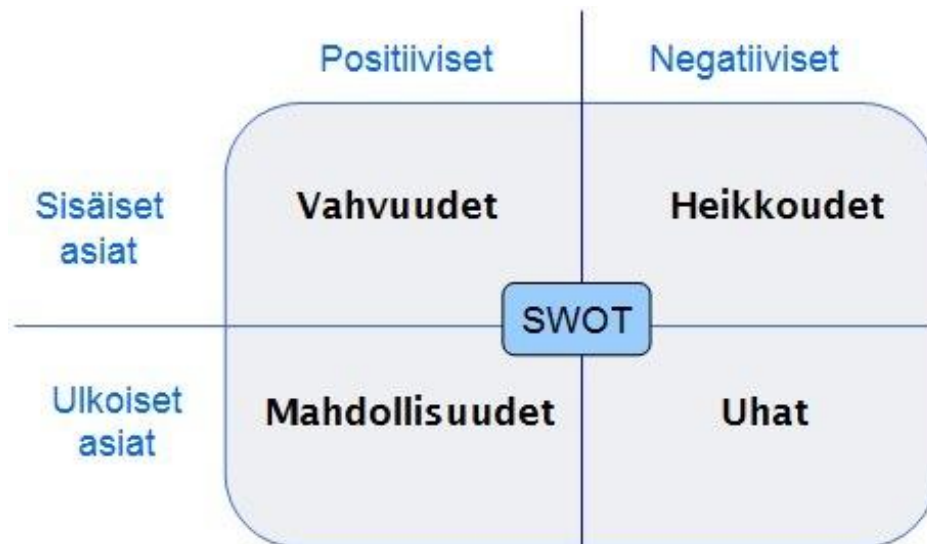 Positiiviset
Negatiiviset
Sisäiset
asiat
Vahvuudet
Heikkoudet
SWOT
Ulkoiset
asiat
Mahdollisuudet
Uhat